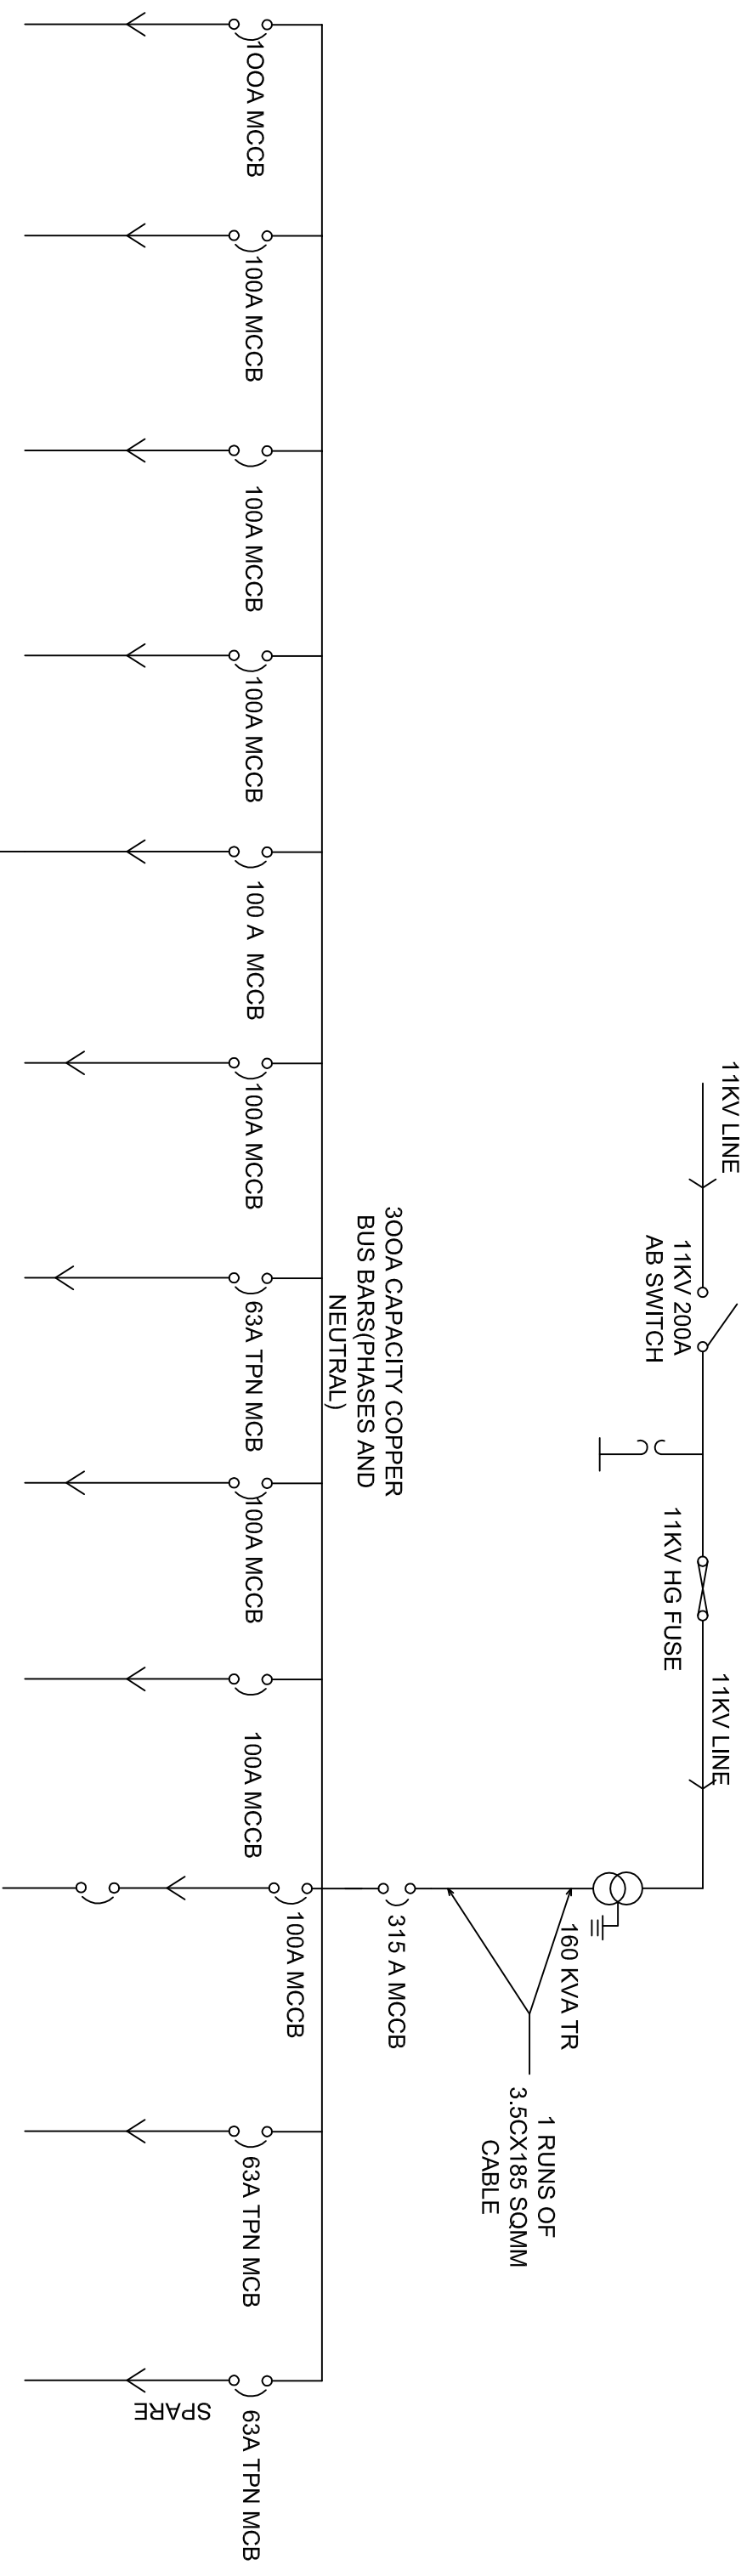 11KV LINE
11KV 200A
AB SWITCH
11KV HG FUSE
11KV LINE
160 KVA TR
1 RUNS OF
3.5CX185 SQMM
CABLE
315 A MCCB
3OOA CAPACITY COPPER
BUS BARS(PHASES AND
NEUTRAL)
1OOA MCCB
100A MCCB
100A MCCB
100A MCCB
100 A MCCB
100A MCCB
63A TPN MCB
100A MCCB
100A MCCB
100A MCCB
63A TPN MCB
63A TPN MCB
SPARE